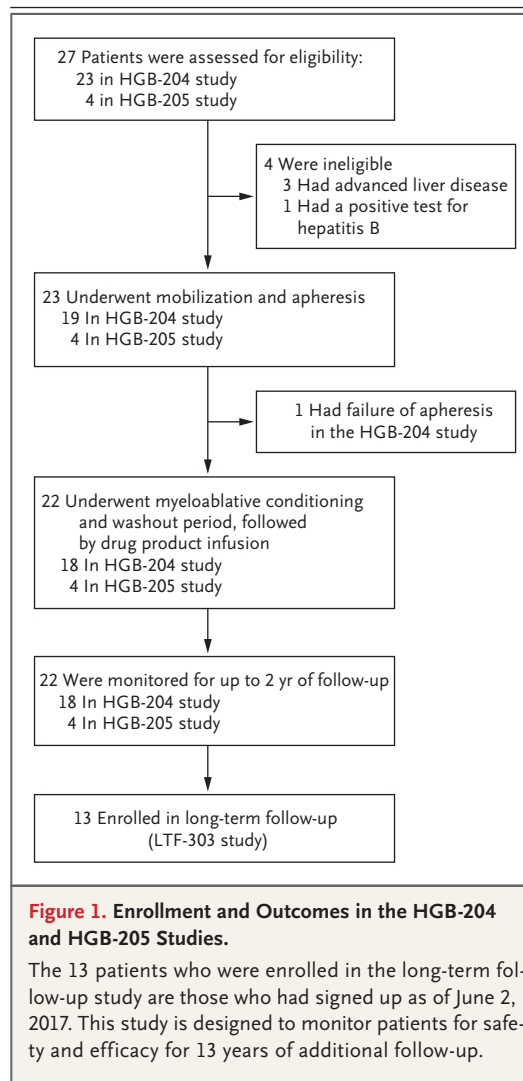 27 Patients were assessed for eligibility:
23 in HGB-204 study
4 in HGB-205 study
4 Were ineligible
3 Had advanced liver disease
1 Had a positive test for
hepatitis B
23 Underwent mobilization and apheresis
19 In HGB-204 study
4 In HGB-205 study
1 Had failure of apheresis
in the HGB-204 study
22 Underwent myeloablative conditioning
and washout period, followed
by drug product infusion
18 In HGB-204 study
4 In HGB-205 study
22 Were monitored for up to 2 yr of follow-up
18 In HGB-204 study
4 In HGB-205 study
13 Enrolled in long-term follow-up
(LTF-303 study)
Figure 1. Enrollment and Outcomes in the HGB-204
and HGB-205 Studies.
The 13 patients who were enrolled in the long-term fol-
low-up study are those who had signed up as of June 2,
2017. This study is designed to monitor patients for safe-
ty and efficacy for 13 years of additional follow-up.